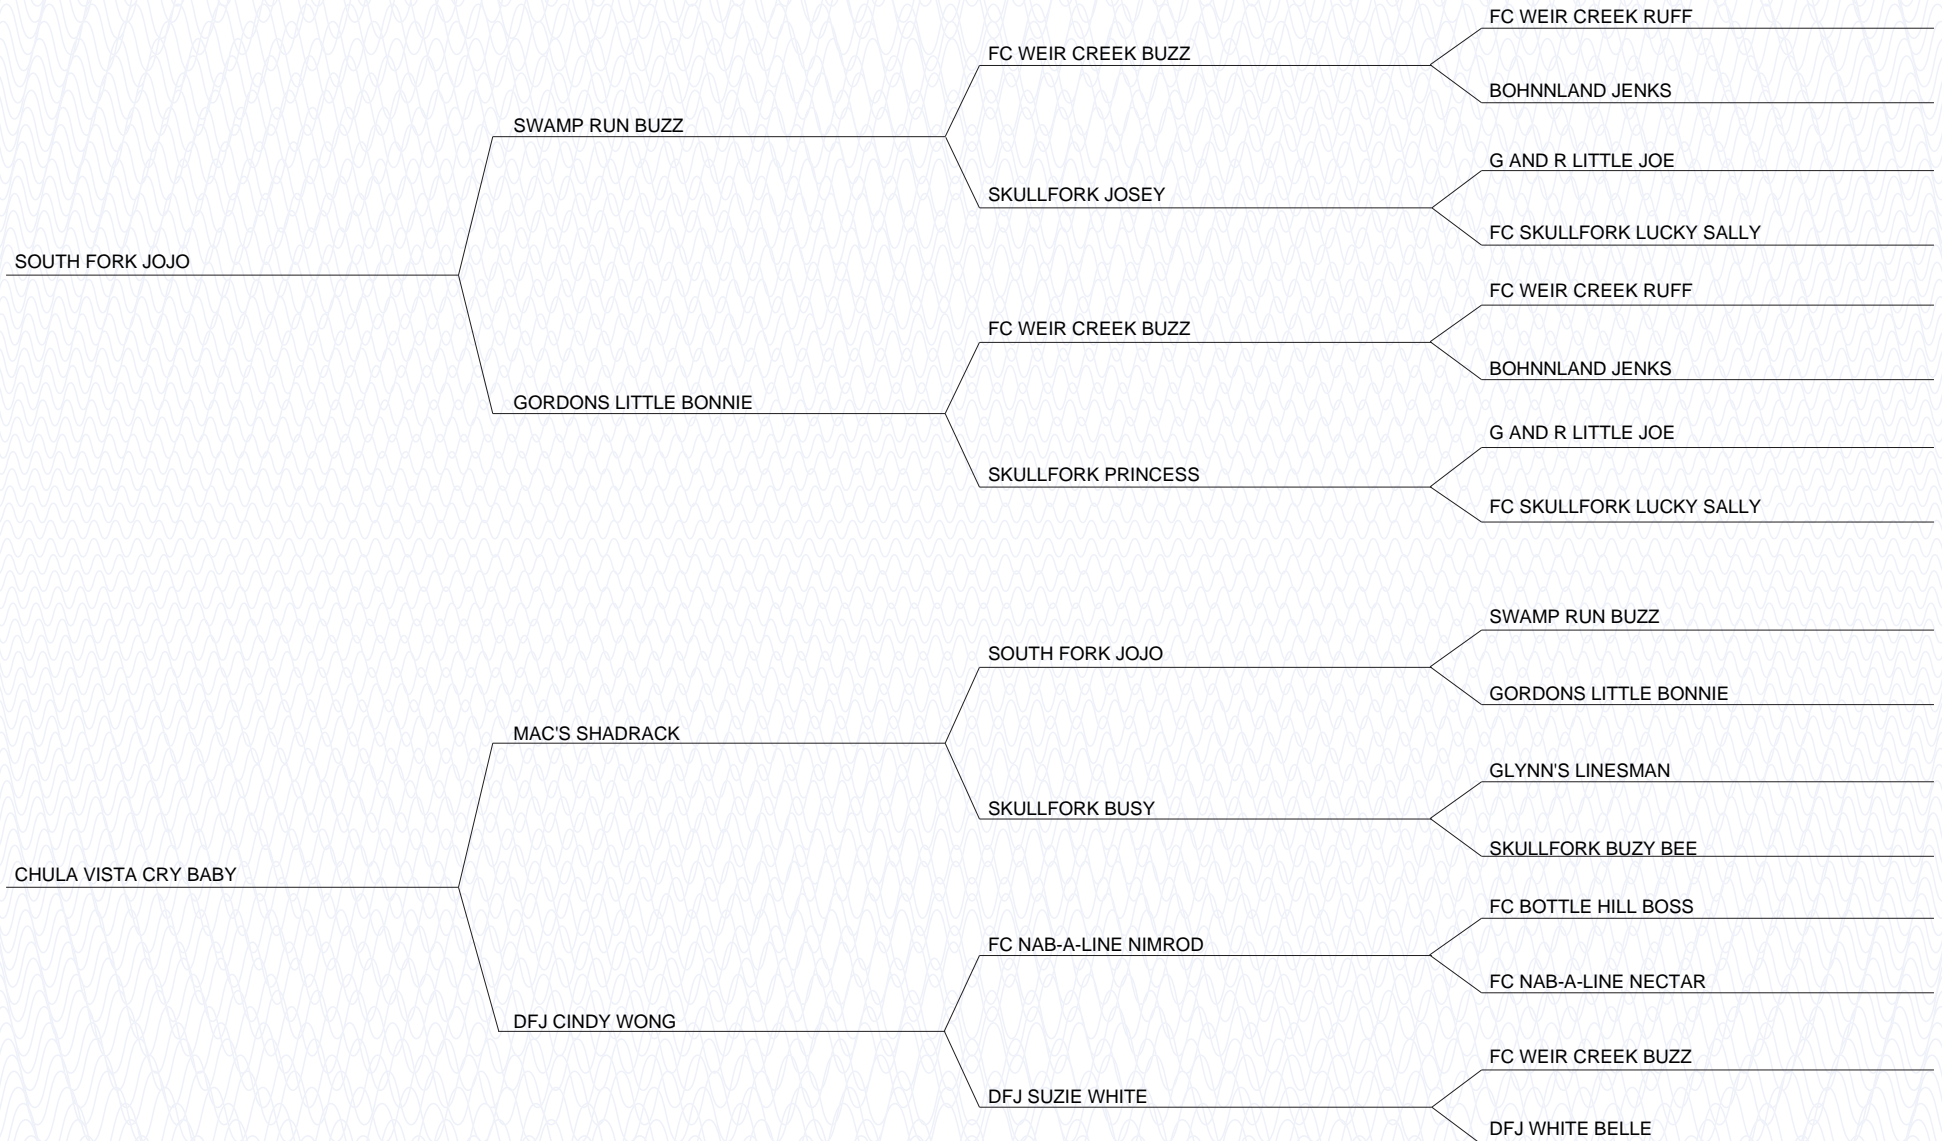 FC WEIR CREEK RUFF
FC WEIR CREEK BUZZ
BOHNNLAND JENKS
SWAMP RUN BUZZ
G AND R LITTLE JOE
SKULLFORK JOSEY
FC SKULLFORK LUCKY SALLY
SOUTH FORK JOJO
FC WEIR CREEK RUFF
FC WEIR CREEK BUZZ
BOHNNLAND JENKS
GORDONS LITTLE BONNIE
G AND R LITTLE JOE
SKULLFORK PRINCESS
FC SKULLFORK LUCKY SALLY
SWAMP RUN BUZZ
SOUTH FORK JOJO
GORDONS LITTLE BONNIE
MAC'S SHADRACK
GLYNN'S LINESMAN
SKULLFORK BUSY
SKULLFORK BUZY BEE
CHULA VISTA CRY BABY
FC BOTTLE HILL BOSS
FC NAB-A-LINE NIMROD
FC NAB-A-LINE NECTAR
DFJ CINDY WONG
FC WEIR CREEK BUZZ
DFJ SUZIE WHITE
DFJ WHITE BELLE